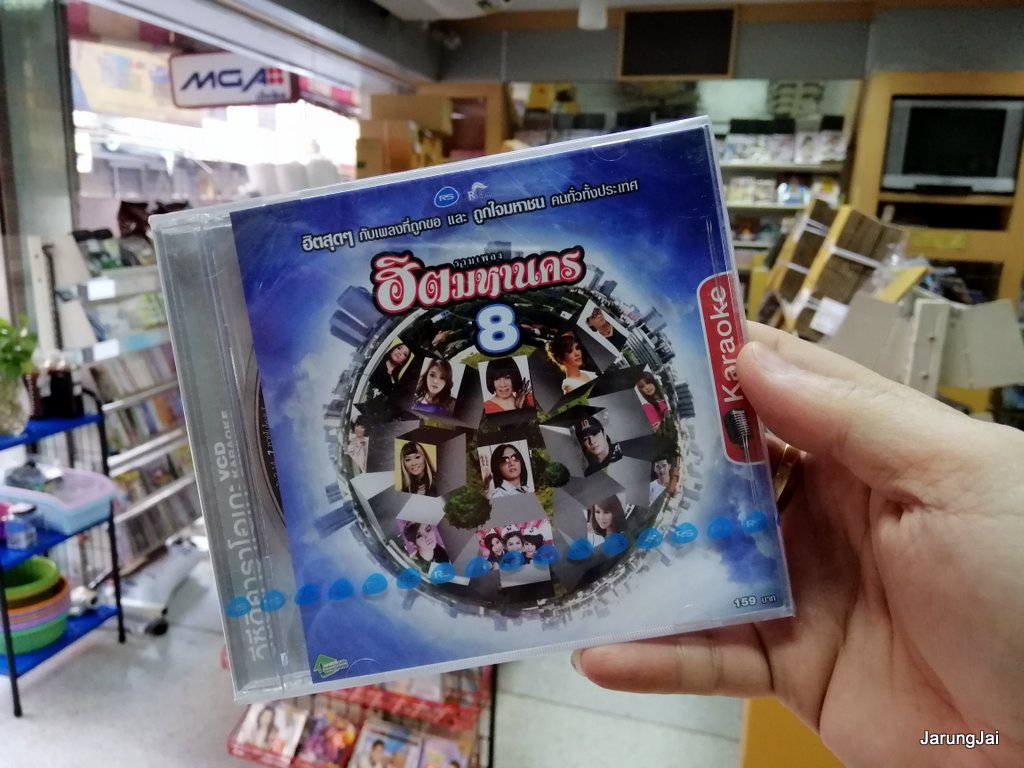 MGA
RS
ฮิตสุดๆ กับเพลงที่ถูกขอ และ ถูกใจมหาชน คนทั่วทั้งประเทศ
รวมเพลง
ฮิตมหานคร
8
Karaoke
VCD
KARAOKE
RS
159 บาท
JarungJai